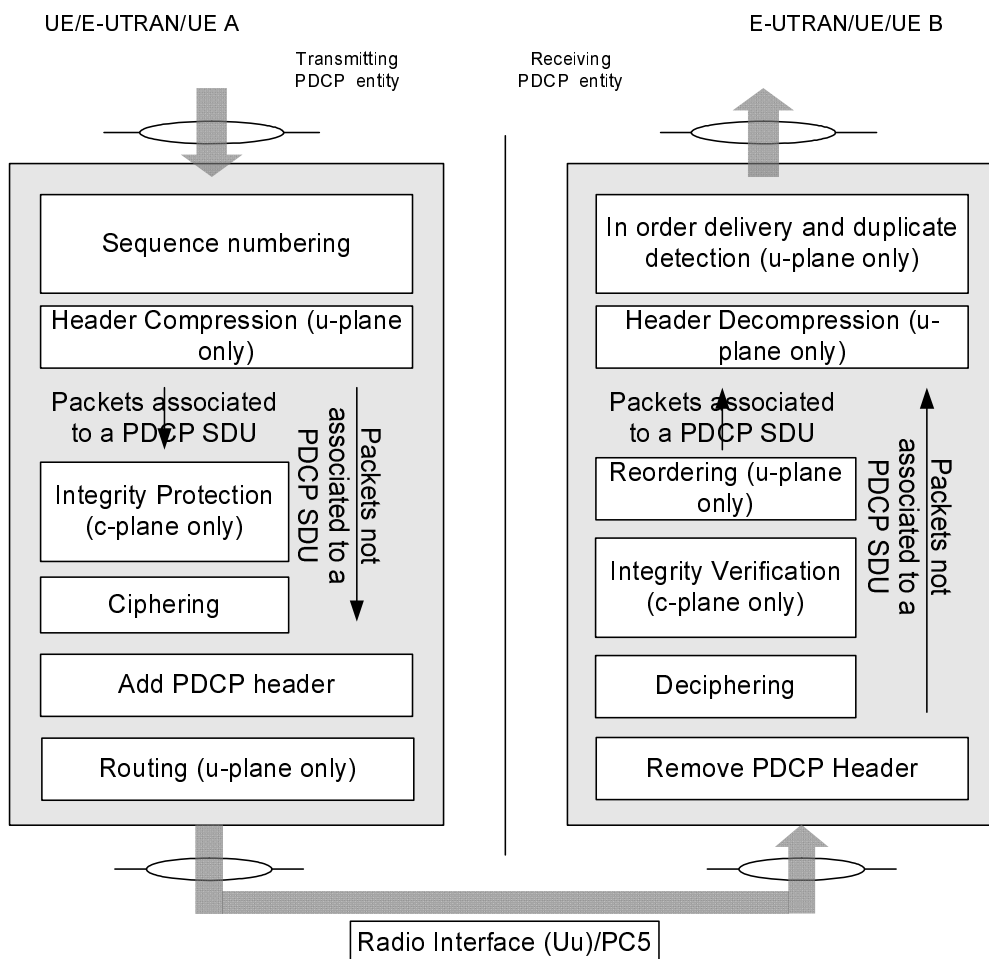 UE/E-UTRAN/UE A
E-UTRAN/UE/UE B
Transmitting
PDCP entity
Receiving
PDCP entity
Sequence numbering
Header Compression (u-plane
only)
Packets associated
to a PDCP SDU
Packets not
associated to a
PDCP SDU
Integrity Protection
(c-plane only)
Ciphering
Add PDCP header
Routing (u-plane only)
In order delivery and duplicate
detection (u-plane only)
Header Decompression (u-
plane only)
Packets associated
to a PDCP SDU
Packets not
associated to a
PDCP SDU
Reordering (u-plane
only)
Integrity Verification
(c-plane only)
Deciphering
Remove PDCP Header
Radio Interface (Uu)/PC5